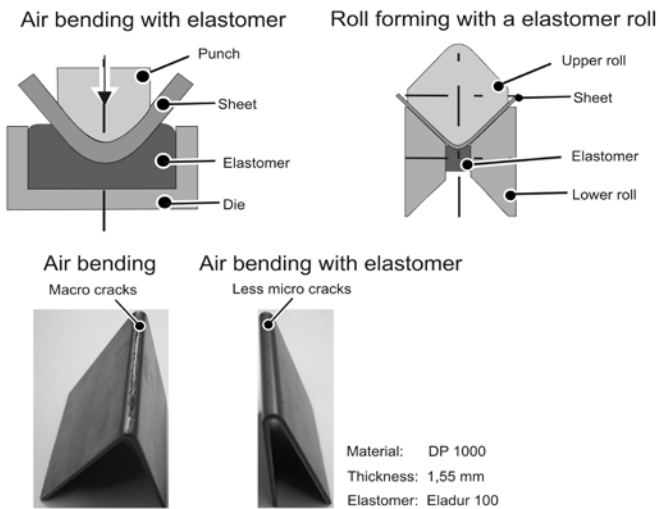 Air bending with elastomer
Punch
Sheet
Elastomer
Die
Roll forming with a elastomer roll
Upper roll
Sheet
Elastomer
Lower roll
Air bending
Macro cracks
Air bending with elastomer
Less micro cracks
Material: DP 1000
Thickness: 1,55 mm
Elastomer: Eladur 100